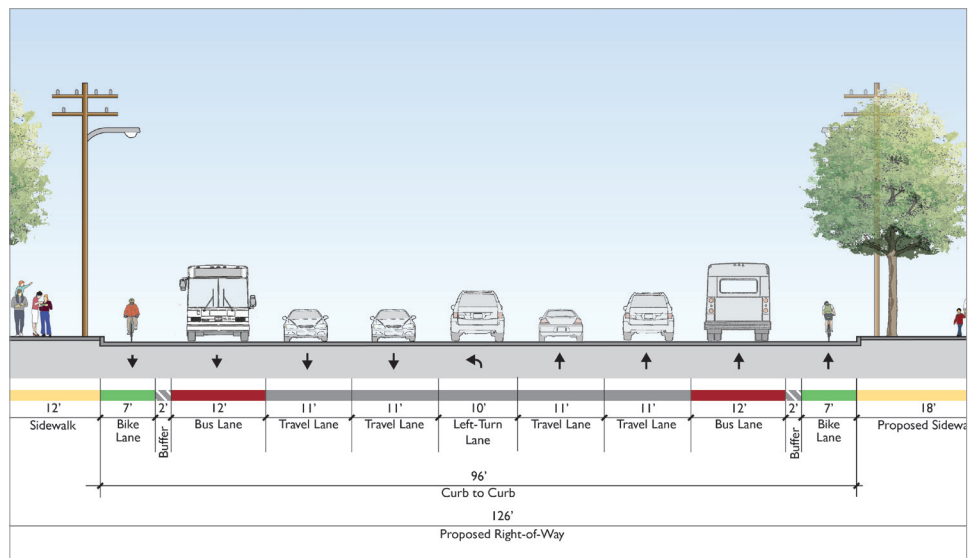 12' 7' 2' 12' 11' 11' 10' 11' 11' 12' 2' 7' 18'
Sidewalk Bike Lane Buffer Bus Lane Travel Lane Travel Lane Left-Turn Lane Travel Lane Travel Lane Bus Lane Buffer Bike Lane Proposed
96'
Curb to Curb
126'
Proposed Right-of-Way